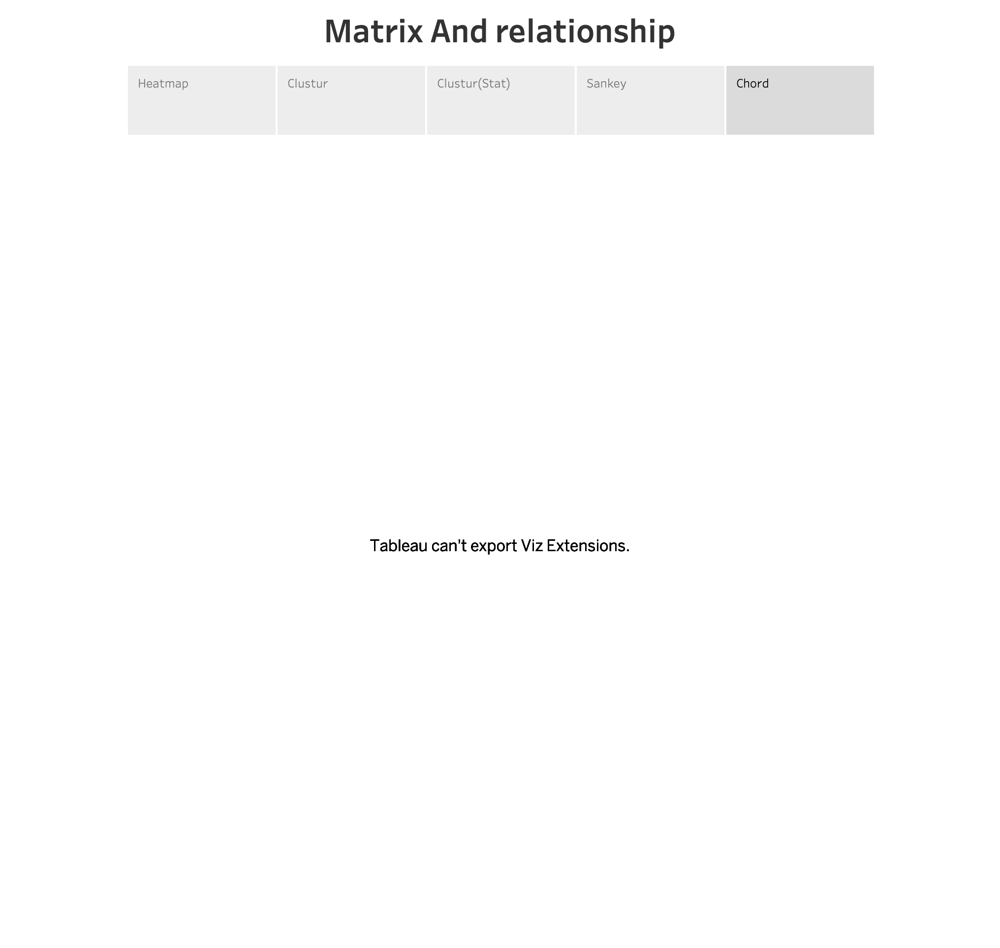 Matrix And relationship
Heatmap
Clustur
Clustur(Stat)
Sankey
Chord
Tableau can't export Viz Extensions.